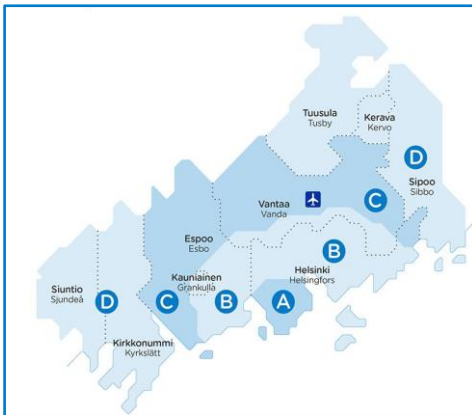 Tuusula
Tusby
Kerava
Kervo
D
Sipoo
Sibbo
Vantaa
Vanda
C
Espoo
Esbo
B
Helsinki
Helsingfors
Kauniainen
Grankulla
Siuntio
Sjundeå
D
C
B
A
Kirkkonummi
Kyrkslätt